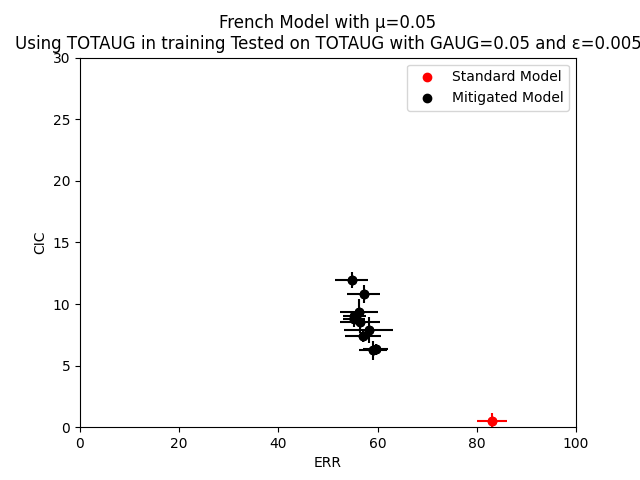 French Model with μ=0.05
Using TOTAUG in training Tested on TOTAUG with GAUG=0.05 and ε=0.005
Standard Model
Mitigated Model
30
25
20
15
10
5
0
CIC
0 20 40 60 80 100
ERR